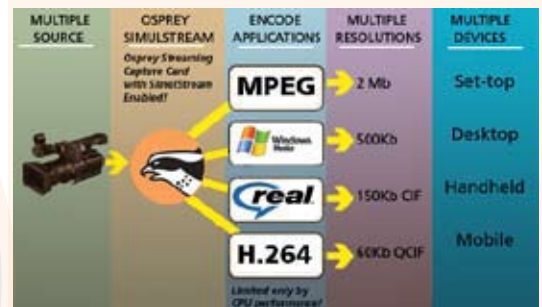 MULTIPLE
SOURCE
OSPREY
SIMULSTREAM
Osprey Streaming
Capture Card
with SimulStream
Enabled!
ENCODE
APPLICATIONS
MPEG
Windows
Media
real
H.264
Limited only by
CPU performance!
MULTIPLE
RESOLUTIONS
2 Mb
500Kb
150Kb CIF
60Kb QCIF
MULTIPLE
DEVICES
Set-top
Desktop
Handheld
Mobile